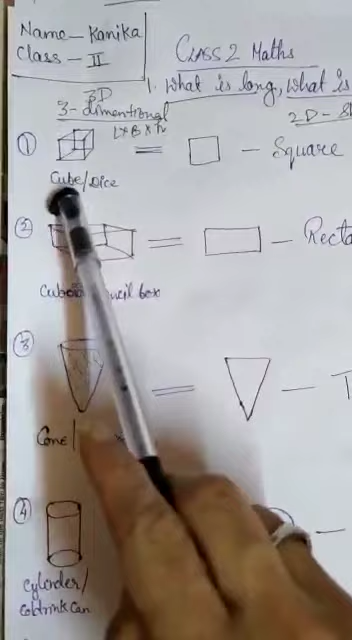 Name - Kanika
Class - II
CLASS 2 Maths
1. What is long, what is
3D
3-dimentional
L×B×h
2D -
① = - Square
Cube/Dice
② = -
Cuboid pencil box
③ = -
Cone/
④ -
Cylinder/
Coldrink can